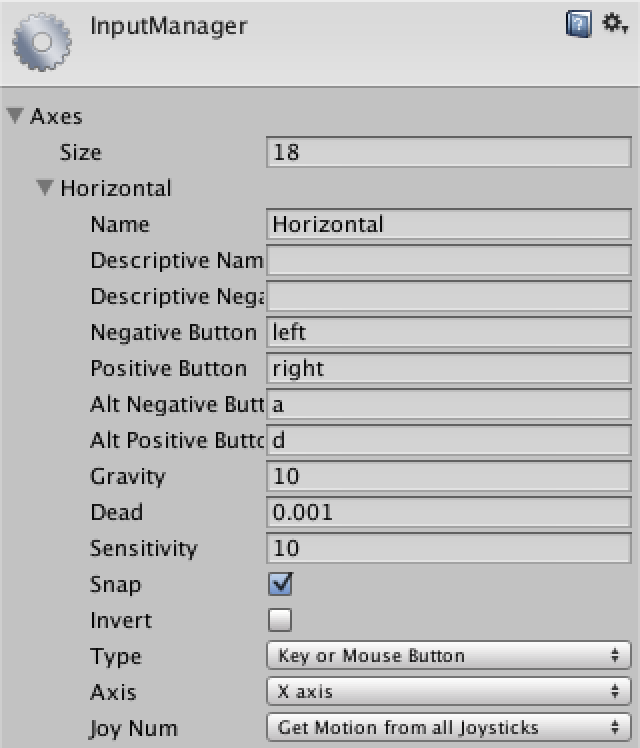 InputManager
Axes
Size 18
Horizontal
Name Horizontal
Descriptive Nam
Descriptive Nega
Negative Button left
Positive Button right
Alt Negative Butt a
Alt Positive Butto d
Gravity 10
Dead 0.001
Sensitivity 10
Snap
Invert
Type Key or Mouse Button
Axis X axis
Joy Num Get Motion from all Joysticks